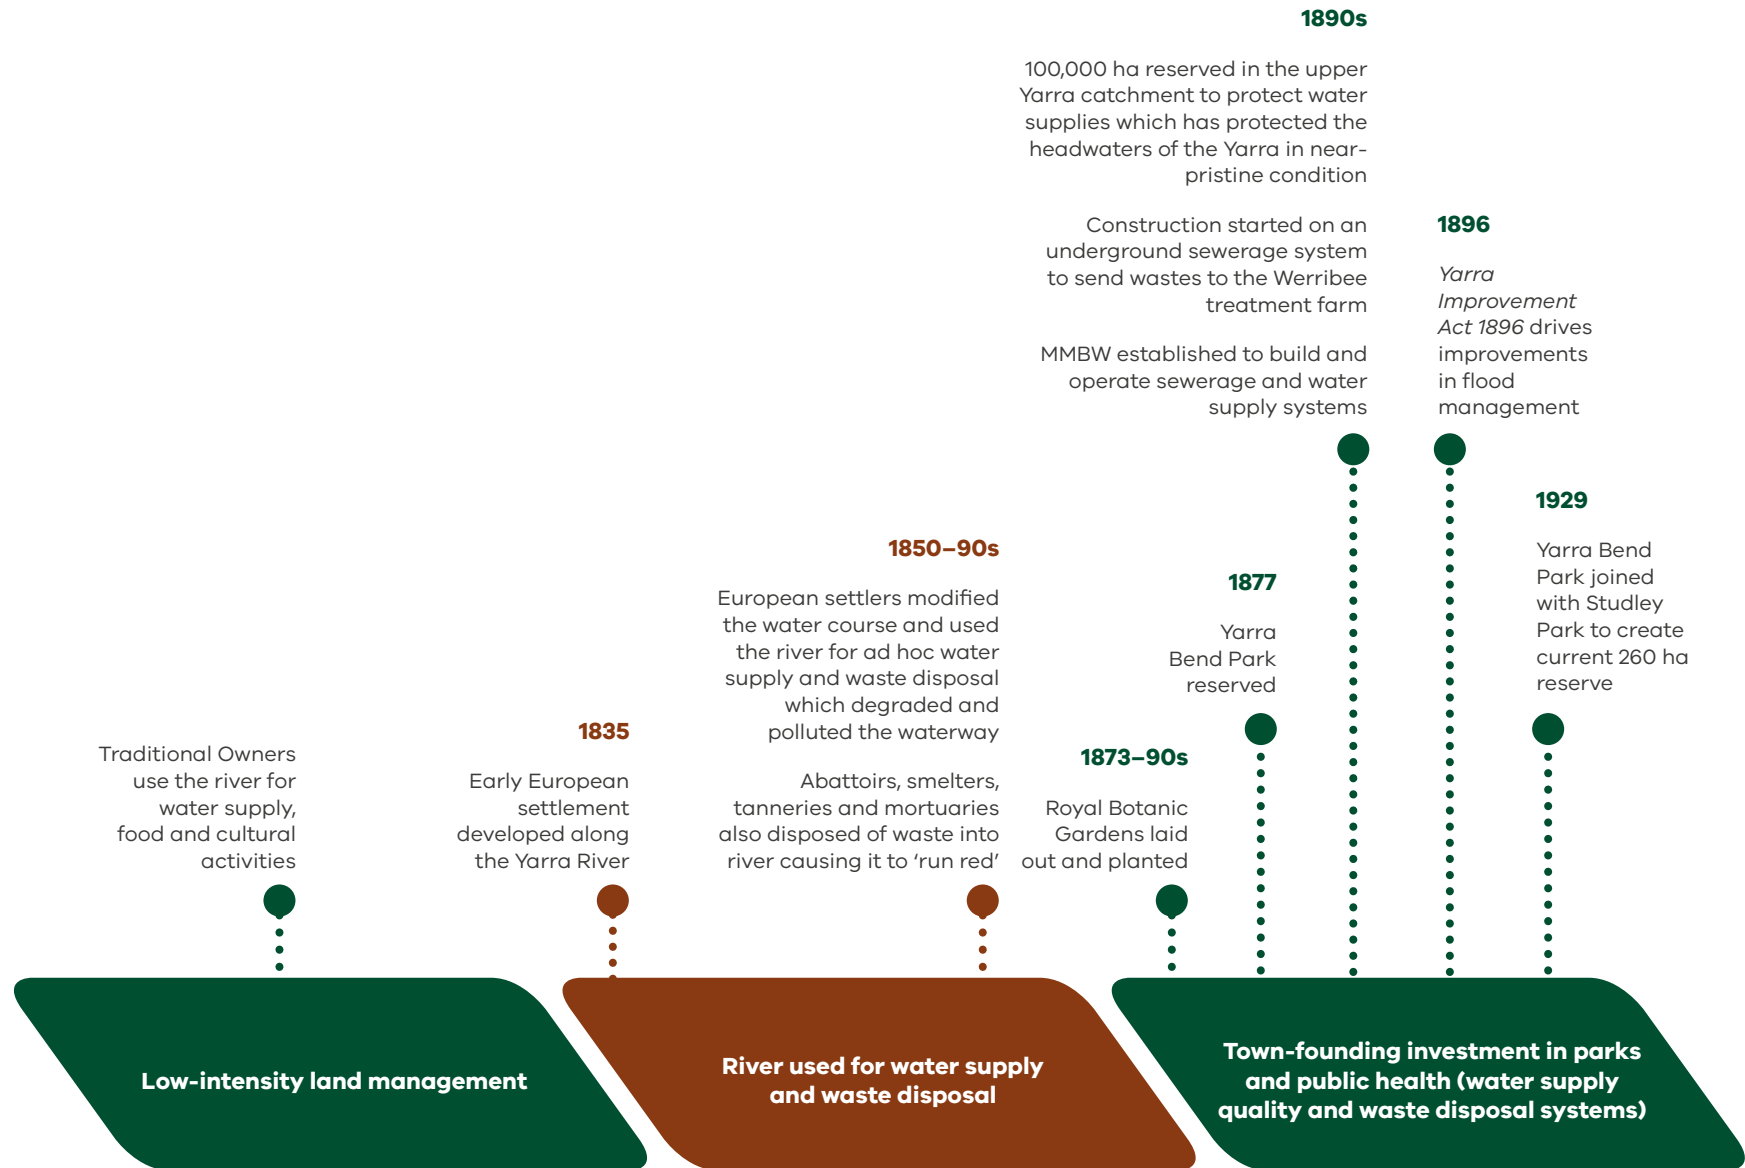 Traditional Owners
use the river for
water supply,
food and cultural
activities
1835
Early European
settlement
developed along
the Yarra River
1850–90s
European settlers modified
the water course and used
the river for ad hoc water
supply and waste disposal
which degraded and
polluted the waterway
Abattoirs, smelters,
tanneries and mortuaries
also disposed of waste into
river causing it to ‘run red’
1873–90s
Royal Botanic
Gardens laid
out and planted
1877
Yarra
Bend Park
reserved
1890s
100,000 ha reserved in the upper
Yarra catchment to protect water
supplies which has protected the
headwaters of the Yarra in near-
pristine condition
Construction started on an
underground sewerage system
to send wastes to the Werribee
treatment farm
MMBW established to build and
operate sewerage and water
supply systems
1896
Yarra
Improvement
Act 1896 drives
improvements
in flood
management
1929
Yarra Bend
Park joined
with Studley
Park to create
current 260 ha
reserve
Low-intensity land management
River used for water supply
and waste disposal
Town-founding investment in parks
and public health (water supply
quality and waste disposal systems)